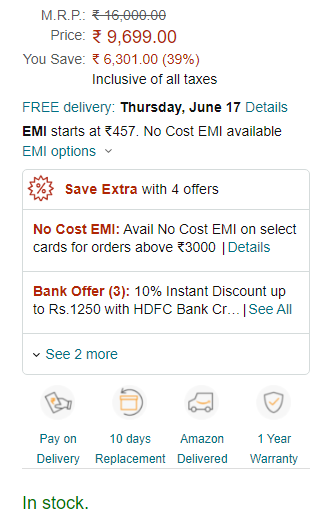 M.R.P.: ₹ 16,000.00
Price: ₹ 9,699.00
You Save: ₹ 6,301.00 (39%)
Inclusive of all taxes
FREE delivery: Thursday, June 17 Details
EMI starts at ₹457. No Cost EMI available
EMI options
Save Extra with 4 offers
No Cost EMI: Avail No Cost EMI on select
cards for orders above ₹3000 | Details
Bank Offer (3): 10% Instant Discount up
to Rs.1250 with HDFC Bank Cr… | See All
See 2 more
Pay on 10 days Amazon 1 Year
Delivery Replacement Delivered Warranty
In stock.